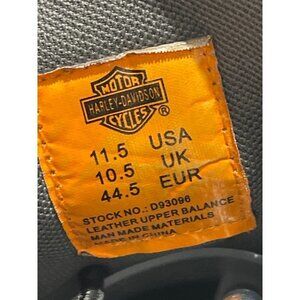 MOTOR
HARLEY-DAVIDSON
CYCLES®
11.5 USA
10.5 UK
44.5 EUR
STOCK NO.: D93096
LEATHER UPPER BALANCE
MAN MADE MATERIALS
MADE IN CHINA